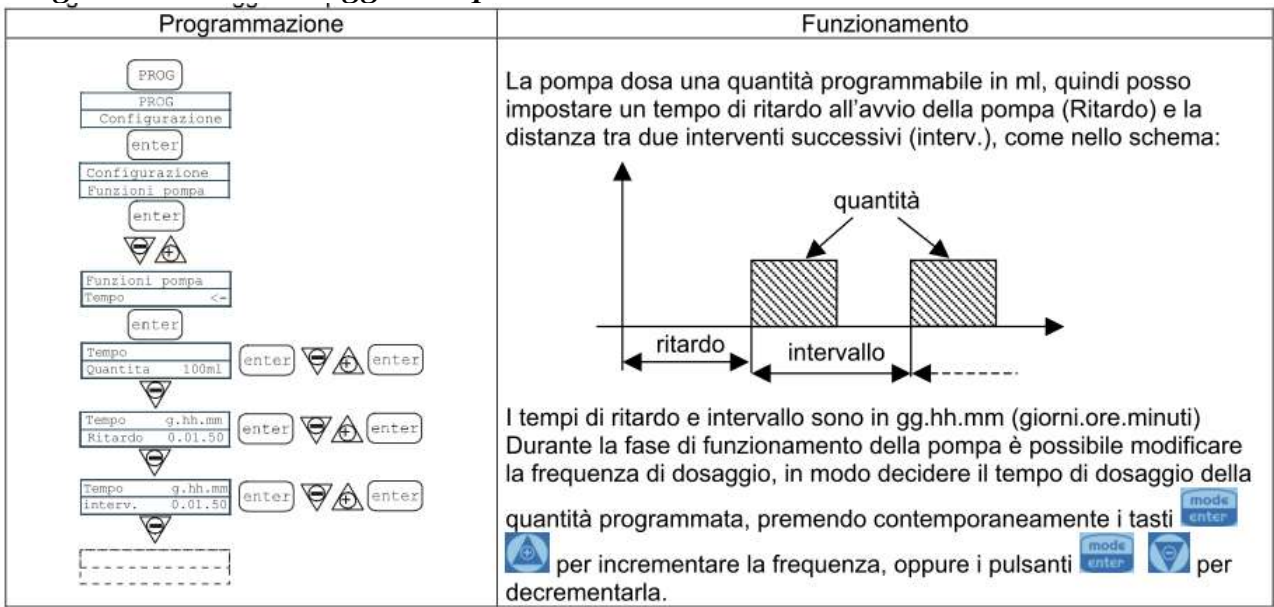 Programmazione
Funzionamento
PROG
PROG
Configurazione
enter
Configurazione
Funzioni pompa
enter
Funzioni pompa
Tempo <-
enter
Tempo
Quantita 100ml
enter enter
Tempo g.hh.mm
Ritardo 0.01.50
enter enter
Tempo g.hh.mm
interv. 0.01.50
enter enter
La pompa dosa una quantità programmabile in ml, quindi posso
impostare un tempo di ritardo all'avvio della pompa (Ritardo) e la
distanza tra due interventi successivi (interv.), come nello schema:
quantità
ritardo
intervallo
I tempi di ritardo e intervallo sono in gg.hh.mm (giorni.ore.minuti)
Durante la fase di funzionamento della pompa è possibile modificare
la frequenza di dosaggio, in modo decidere il tempo di dosaggio della
quantità programmata, premendo contemporaneamente i tasti mode enter
per incrementare la frequenza, oppure i pulsanti mode enter per
decrementarla.